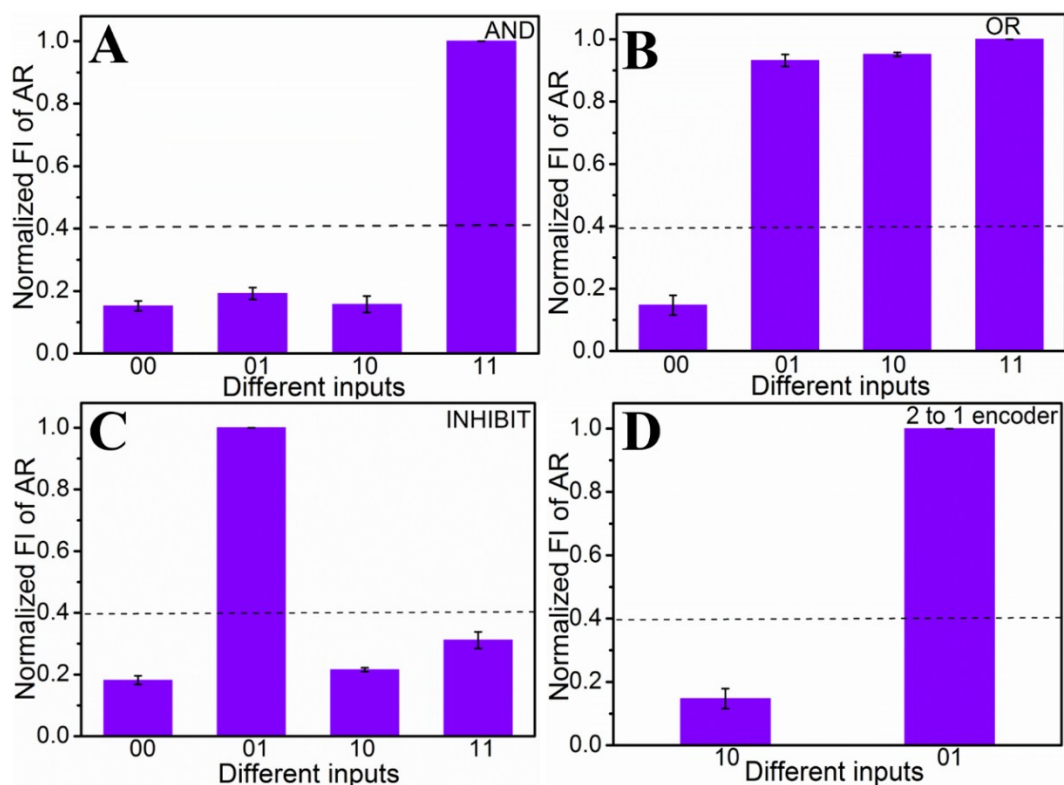 A
AND
Normalized FI of AR
1.0
0.8
0.6
0.4
0.2
0.0
00 01 10 11
Different inputs
B
OR
Normalized FI of AR
1.0
0.8
0.6
0.4
0.2
0.0
00 01 10 11
Different inputs
C
INHIBIT
Normalized FI of AR
1.0
0.8
0.6
0.4
0.2
0.0
00 01 10 11
Different inputs
D
2 to 1 encoder
Normalized FI of AR
1.0
0.8
0.6
0.4
0.2
0.0
10 01
Different inputs